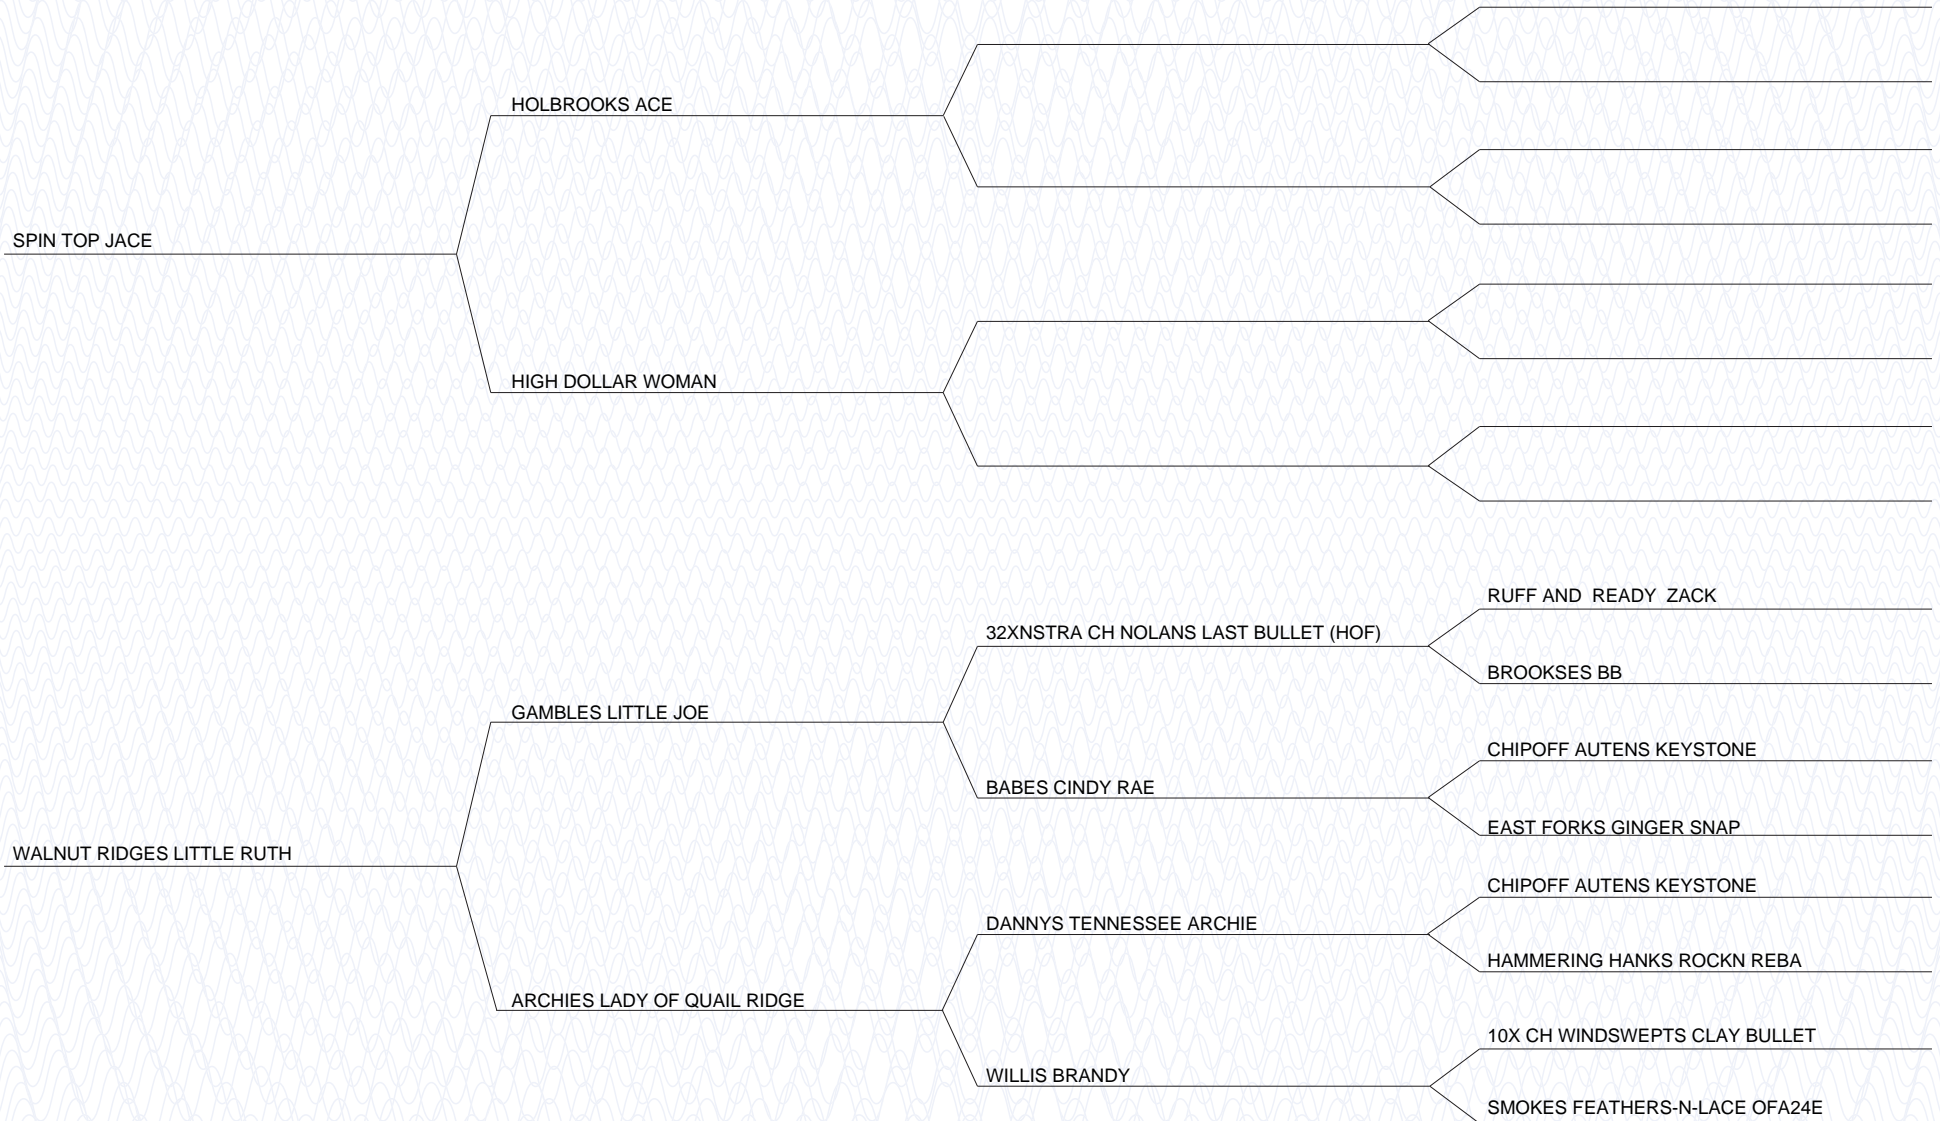 HOLBROOKS ACE
SPIN TOP JACE
HIGH DOLLAR WOMAN
RUFF AND  READY  ZACK
32XNSTRA CH NOLANS LAST BULLET (HOF)
BROOKSES BB
GAMBLES LITTLE JOE
CHIPOFF AUTENS KEYSTONE
BABES CINDY RAE
EAST FORKS GINGER SNAP
WALNUT RIDGES LITTLE RUTH
CHIPOFF AUTENS KEYSTONE
DANNYS TENNESSEE ARCHIE
HAMMERING HANKS ROCKN REBA
ARCHIES LADY OF QUAIL RIDGE
10X CH WINDSWEPTS CLAY BULLET
WILLIS BRANDY
SMOKES FEATHERS-N-LACE OFA24E